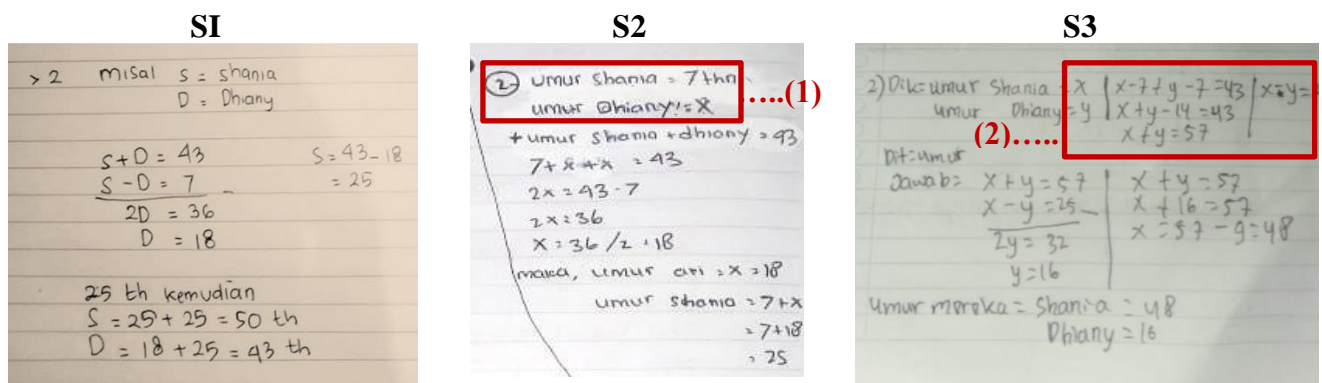 SI
> 2 misal S = Shania
D = Dhany
S + D = 43
S - D = 7 -
2D = 36
D = 18
S = 43 - 18
= 25
25 th kemudian
S = 25 + 25 = 50 th
D = 18 + 25 = 43 th
S2
2. umur Shania = 7 thn
umur Dhiany = x
…..(1)
+ umur shania + dhiany = 43
7 + x + x = 43
2x = 43 - 7
2x = 36
x = 36 / 2 = 18
maka, umur ari = x = 18
umur shania = 7 + x
= 7 + 18
= 25
S3
2) Dik = umur Shania = x
umur Dhiany = y
x - 7 + y - 7 = 43
x + y - 14 = 43
x + y = 57
x = y =
(2)…..
Dit = umur
Jawab = x + y = 57
x - y = 25 -
2y = 32
y = 16
x + y = 57
x + 16 = 57
x = 57 - 9 = 48
Umur mereka = Shania = 48
Dhiany = 16